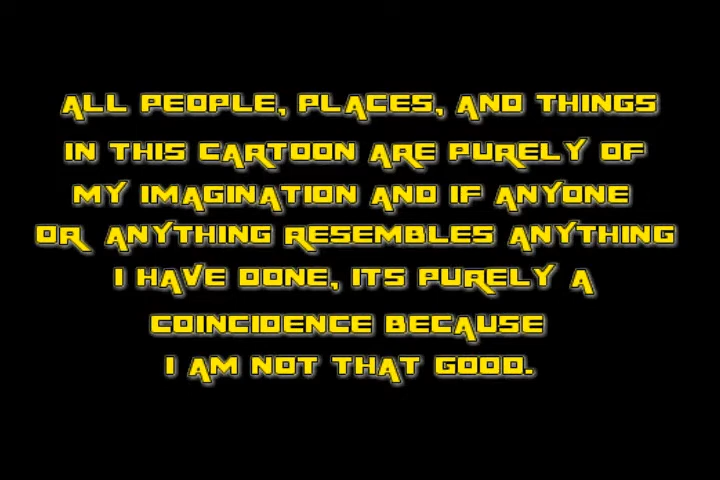 ALL PEOPLE, PLACES, AND THINGS
IN THIS CARTOON ARE PURELY OF
MY IMAGINATION AND IF ANYONE
OR ANYTHING RESEMBLES ANYTHING
I HAVE DONE, ITS PURELY A
COINCIDENCE BECAUSE
I AM NOT THAT GOOD.